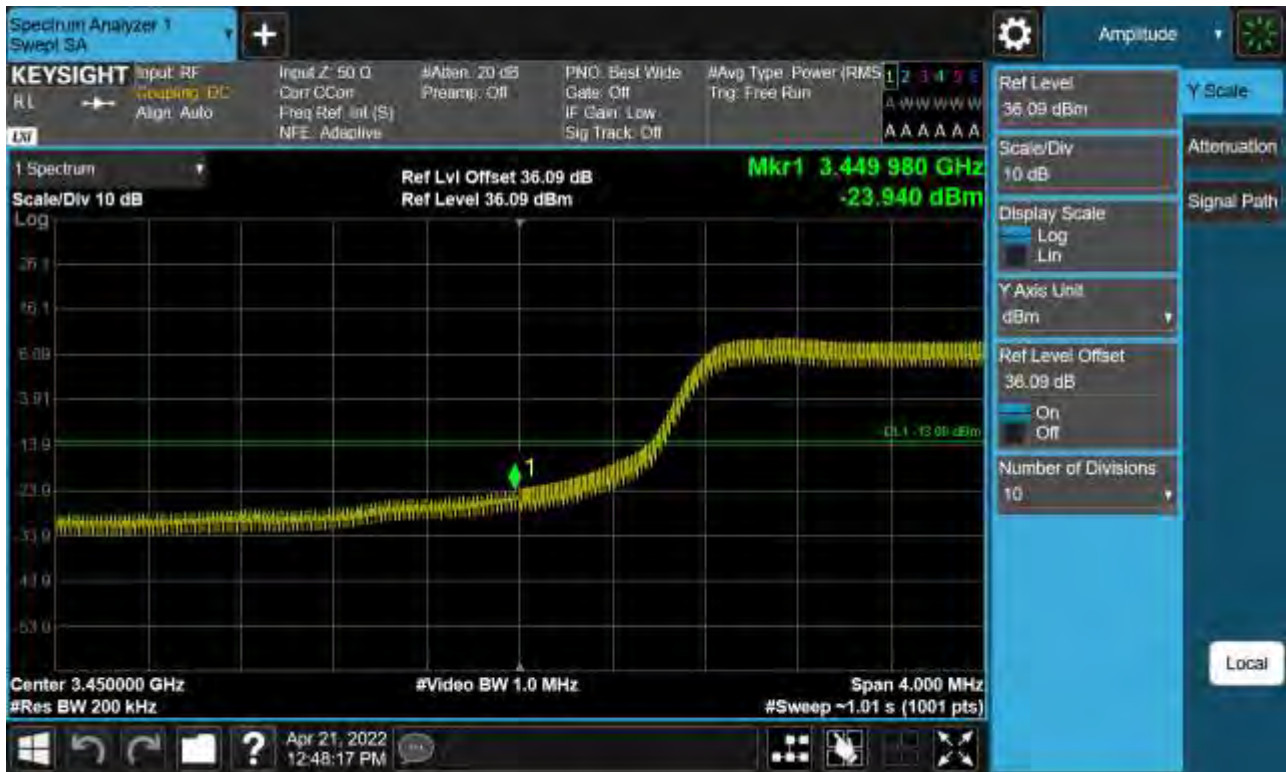 Spectrum Analyzer 1
Swept SA
Amplitude
KEYSIGHT
RL
Input: RF
Coupling: DC
Align: Auto
Input Z: 50 Ω
Corr CCorr
Freq Ref: Int (S)
NFE: Adaptive
#Atten: 20 dB
Preamp: Off
PNO: Best Wide
Gate: Off
IF Gain: Low
Sig Track: Off
#Avg Type: Power (RMS
Trig: Free Run
1 2 3 4 5 6
A W W W W W
A A A A A A
1 Spectrum
Scale/Div 10 dB
Log
Ref Lvl Offset 36.09 dB
Ref Level 36.09 dBm
Mkr1 3.449 980 GHz
-23.940 dBm
26.1
16.1
6.09
-3.91
-13.9
-23.9
-33.9
-43.9
-53.9
DL1 -13.00 dBm
1
Center 3.450000 GHz
#Res BW 200 kHz
#Video BW 1.0 MHz
Span 4.000 MHz
#Sweep ~1.01 s (1001 pts)
Ref Level
36.09 dBm
Scale/Div
10 dB
Display Scale
Log
Lin
Y Axis Unit
dBm
Ref Level Offset
36.09 dB
On
Off
Number of Divisions
10
Y Scale
Attenuation
Signal Path
Local
?
Apr 21, 2022
12:48:17 PM